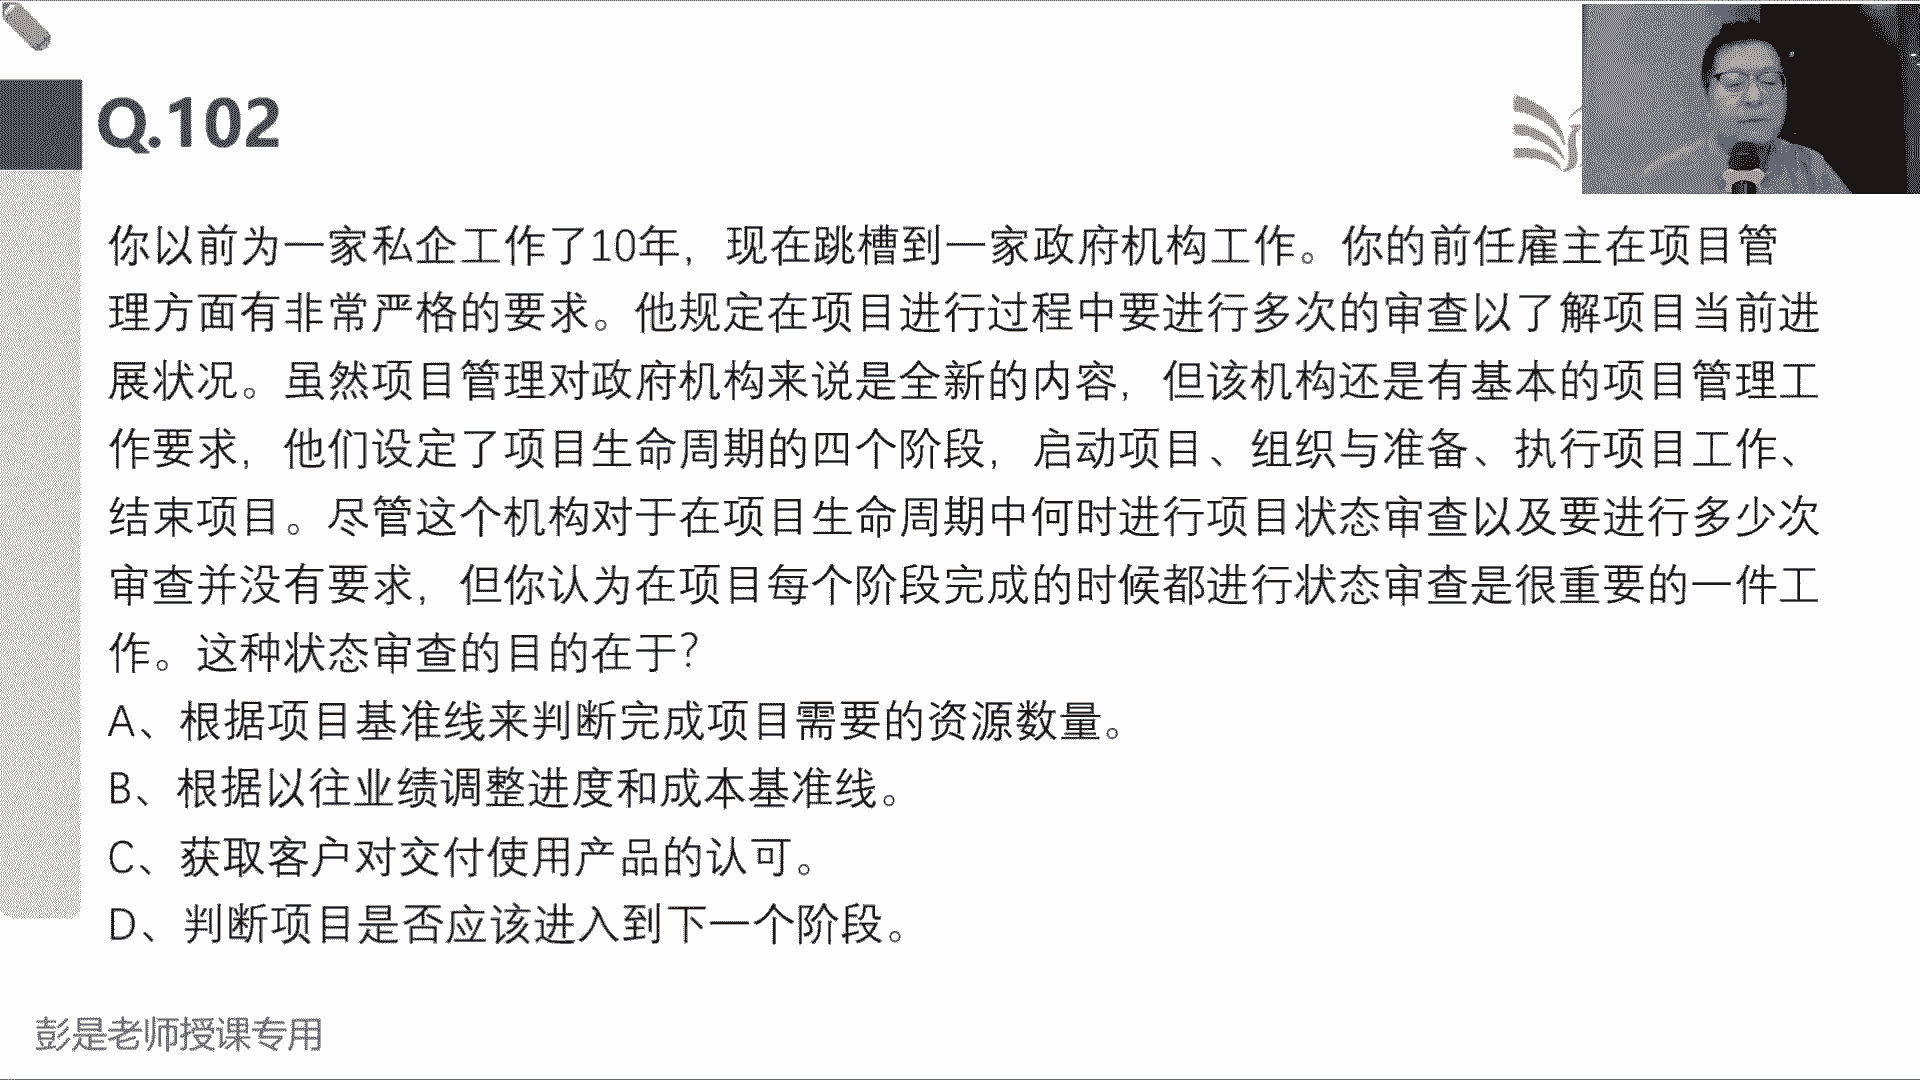 Q.102
你以前为一家私企工作了10年，现在跳槽到一家政府机构工作。你的前任雇主在项目管
理方面有非常严格的要求。他规定在项目进行过程中要进行多次的审查以了解项目当前进
展状况。虽然项目管理对政府机构来说是全新的内容，但该机构还是有基本的项目管理工
作要求，他们设定了项目生命周期的四个阶段，启动项目、组织与准备、执行项目工作、
结束项目。尽管这个机构对于在项目生命周期中何时进行项目状态审查以及要进行多少次
审查并没有要求，但你认为在项目每个阶段完成的时候都进行状态审查是很重要的一件工
作。这种状态审查的目的在于？
A、根据项目基准线来判断完成项目需要的资源数量。
B、根据以往业绩调整进度和成本基准线。
C、获取客户对交付使用产品的认可。
D、判断项目是否应该进入到下一个阶段。
彭是老师授课专用